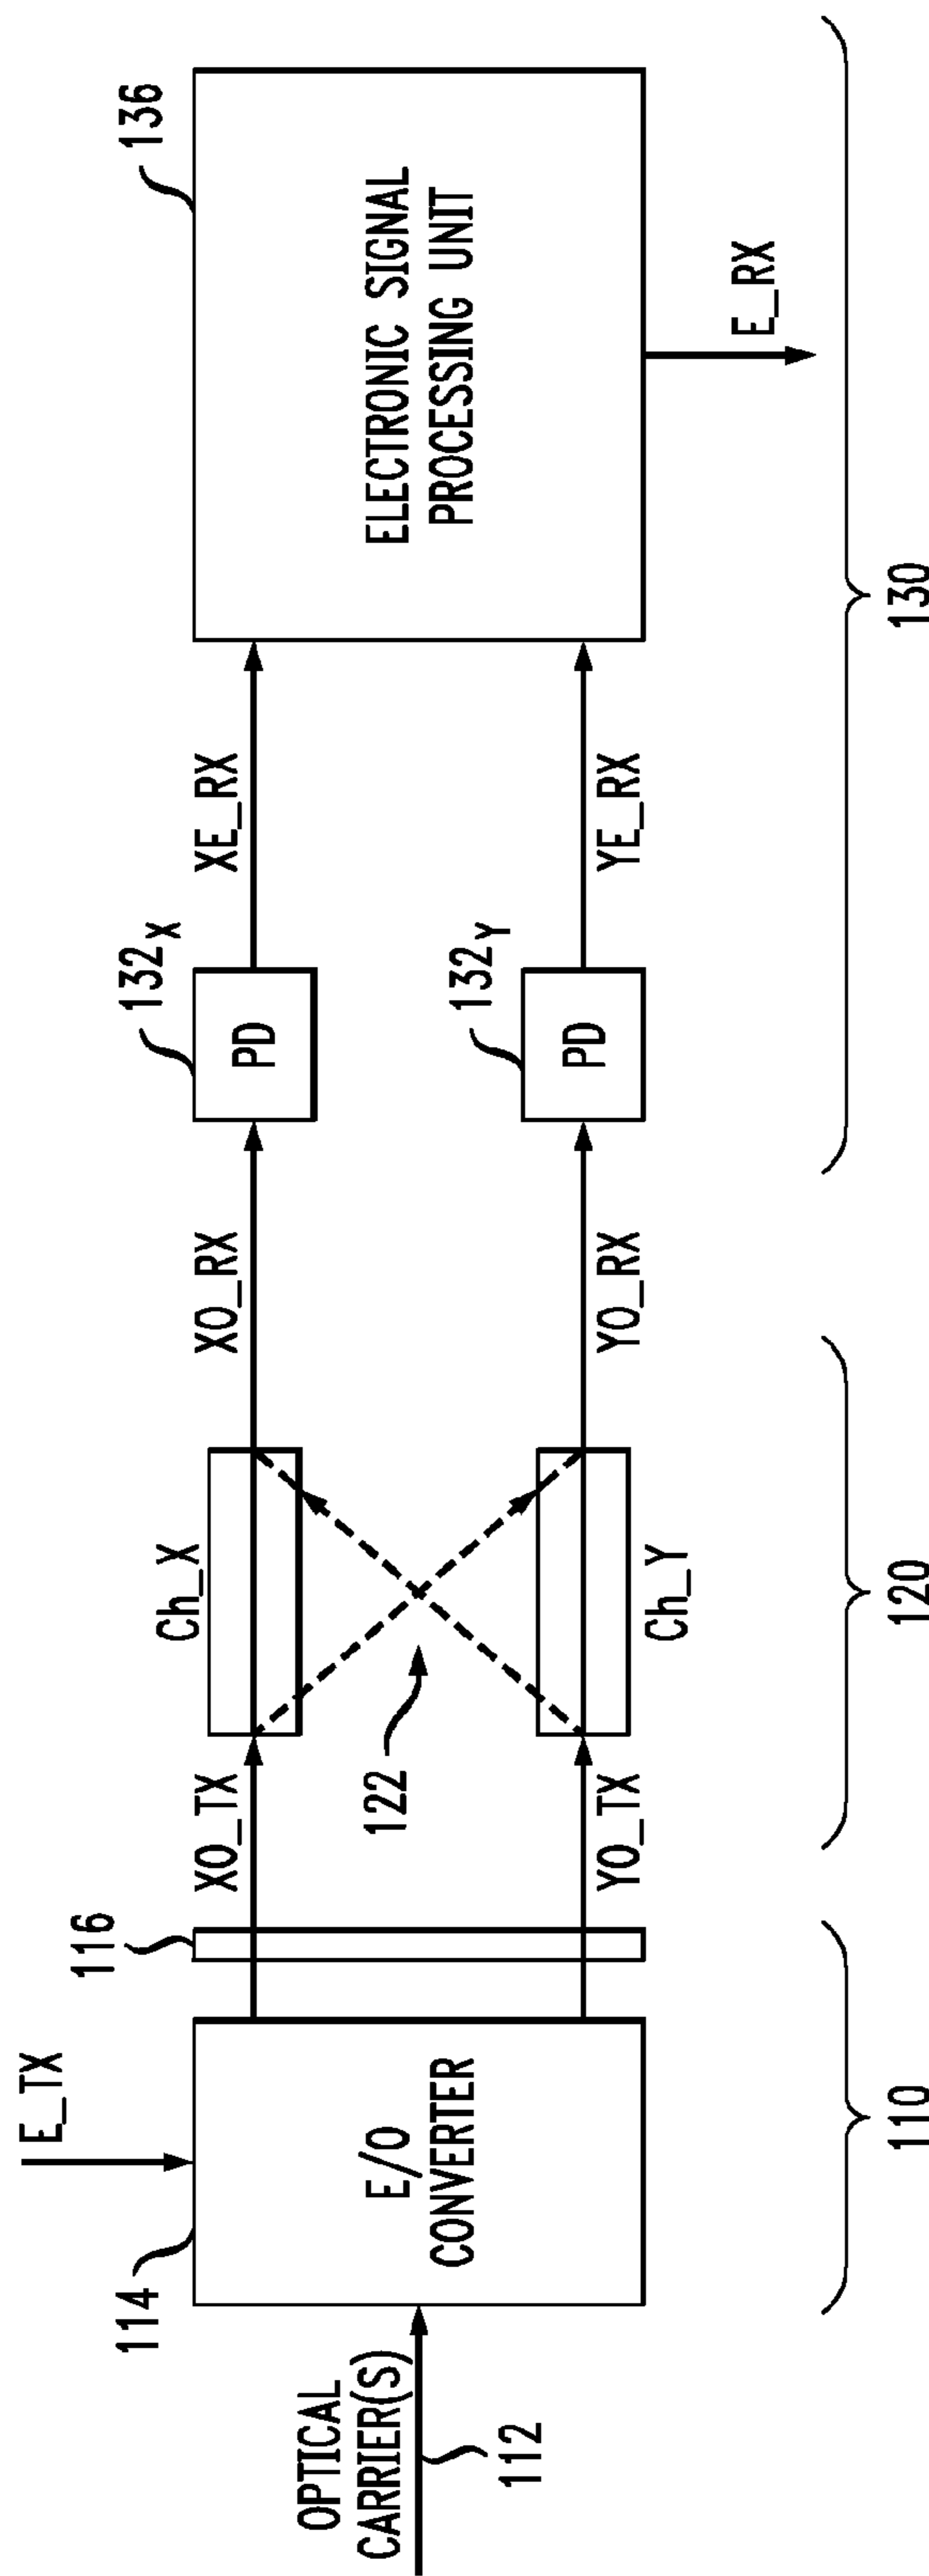 E_TX
114
116
136
OPTICAL
CARRIER(S)
112
E/O
CONVERTER
XO_TX
YO_TX
Ch_X
122
Ch_Y
XO_RX
YO_RX
132X
PD
132Y
PD
XE_RX
YE_RX
ELECTRONIC SIGNAL
PROCESSING UNIT
E_RX
110
120
130